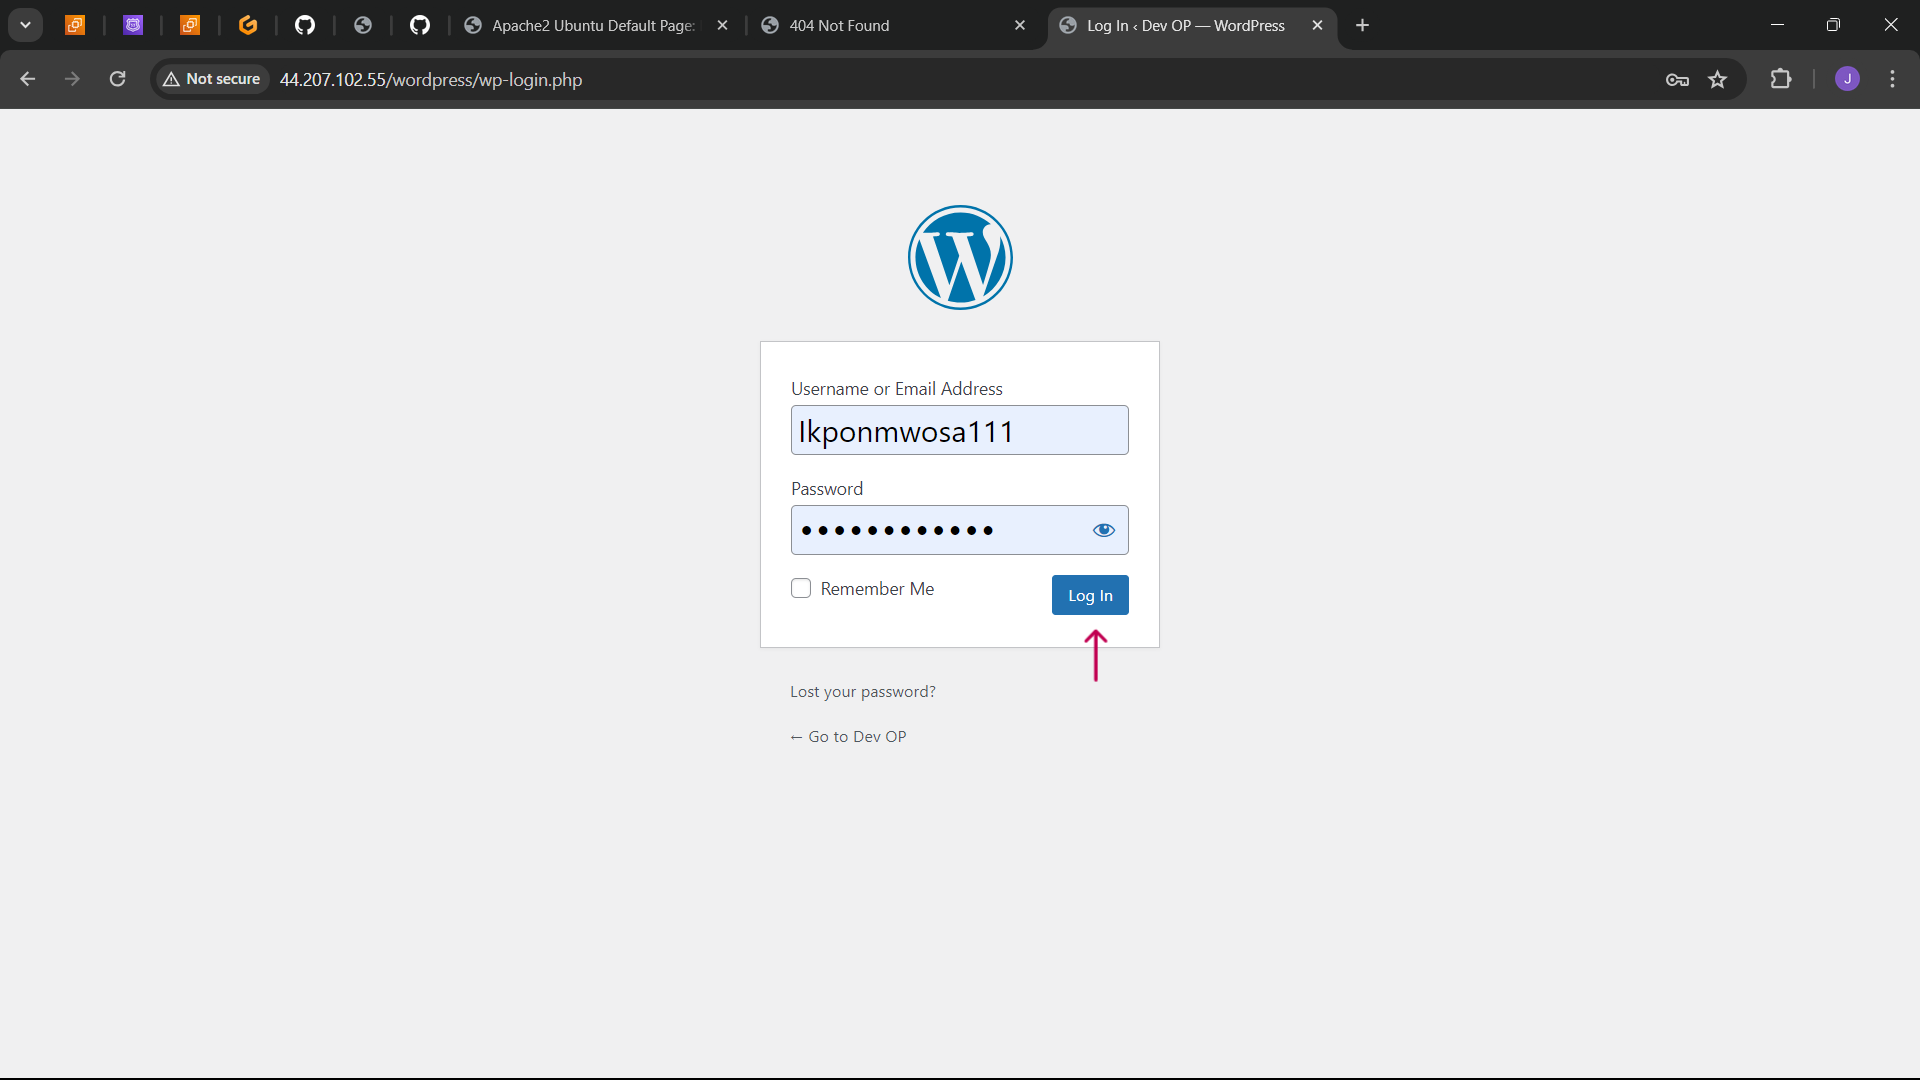 Apache2 Ubuntu Default Page:
404 Not Found
Log In ‹ Dev OP — WordPress
Not secure
44.207.102.55/wordpress/wp-login.php
J
Username or Email Address
Ikponmwosa111
Password
••••••••••••
Remember Me
Log In
Lost your password?
← Go to Dev OP